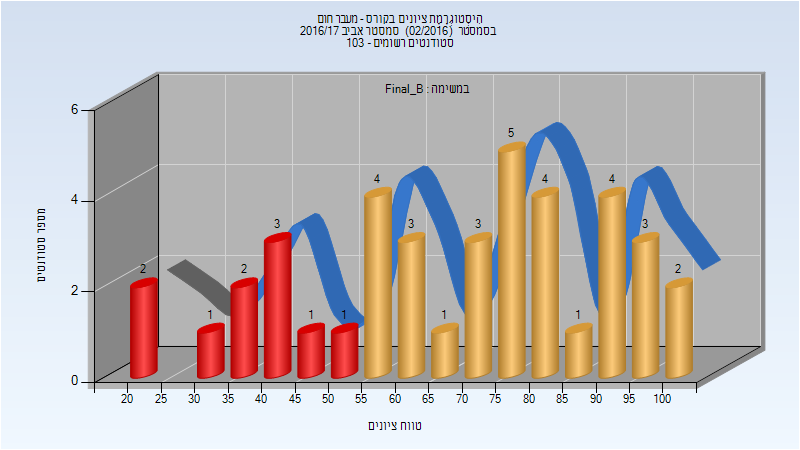 היסטוגרמת ציונים בקורס - מעבר חום
בסמסטר (02/2016) סמסטר אביב 2016/17
סטודנטים רשומים - 103
במשימה : Final_B
מספר סטודנטים
6
4
2
0
2
1
2
3
1
1
4
3
1
3
5
4
1
4
3
2
20 25 30 35 40 45 50 55 60 65 70 75 80 85 90 95 100
טווח ציונים